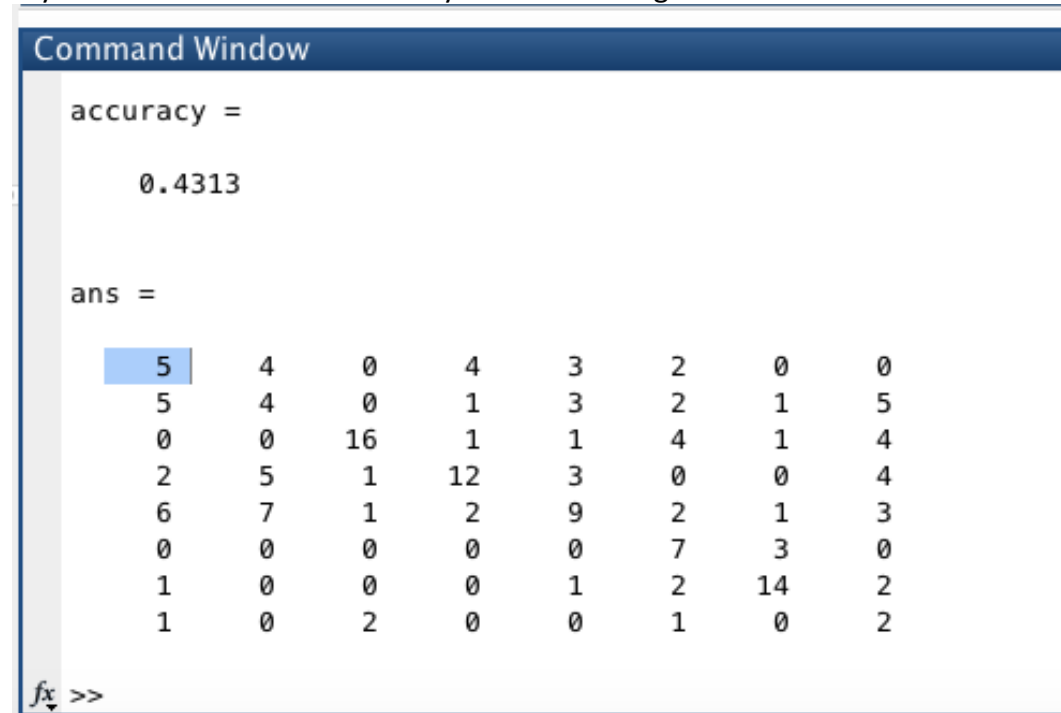 Command Window
accuracy =
0.4313
ans =
5 4 0 4 3 2 0 0
5 4 0 1 3 2 1 5
0 0 16 1 1 4 1 4
2 5 1 12 3 0 0 4
6 7 1 2 9 2 1 3
0 0 0 0 0 7 3 0
1 0 0 0 1 2 14 2
1 0 2 0 0 1 0 2
fx >>